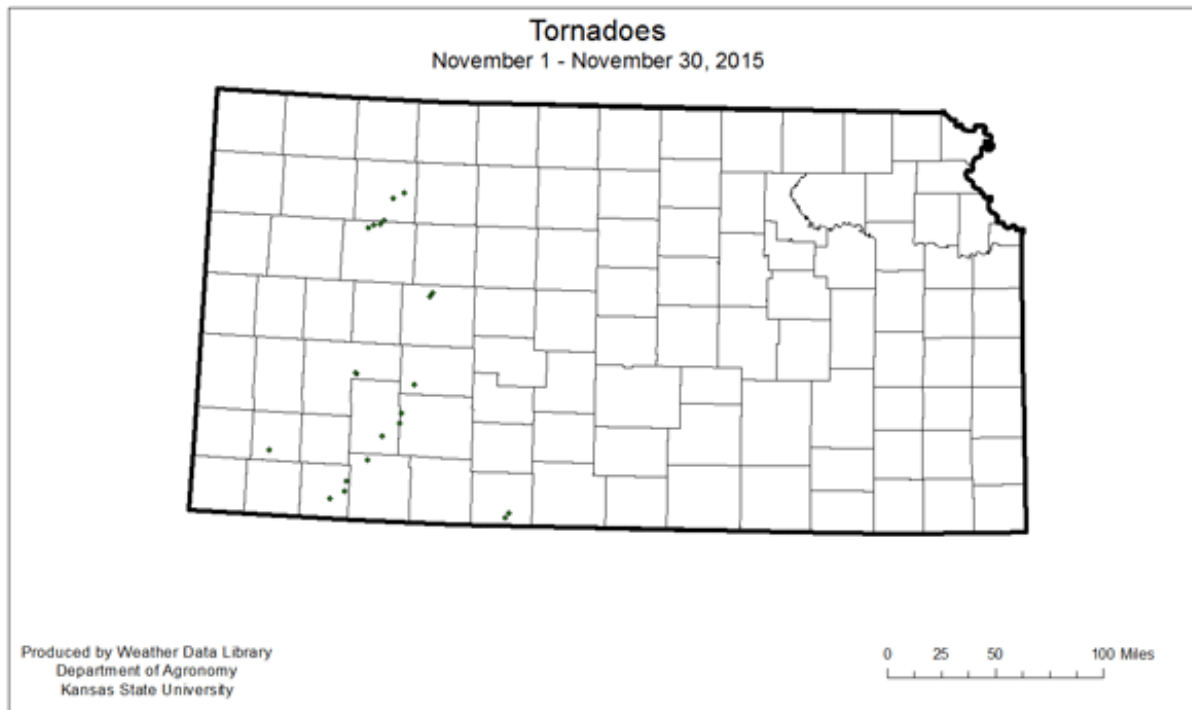 Tornadoes
November 1 - November 30, 2015
Produced by Weather Data Library
Department of Agronomy
Kansas State University
0 25 50 100 Miles